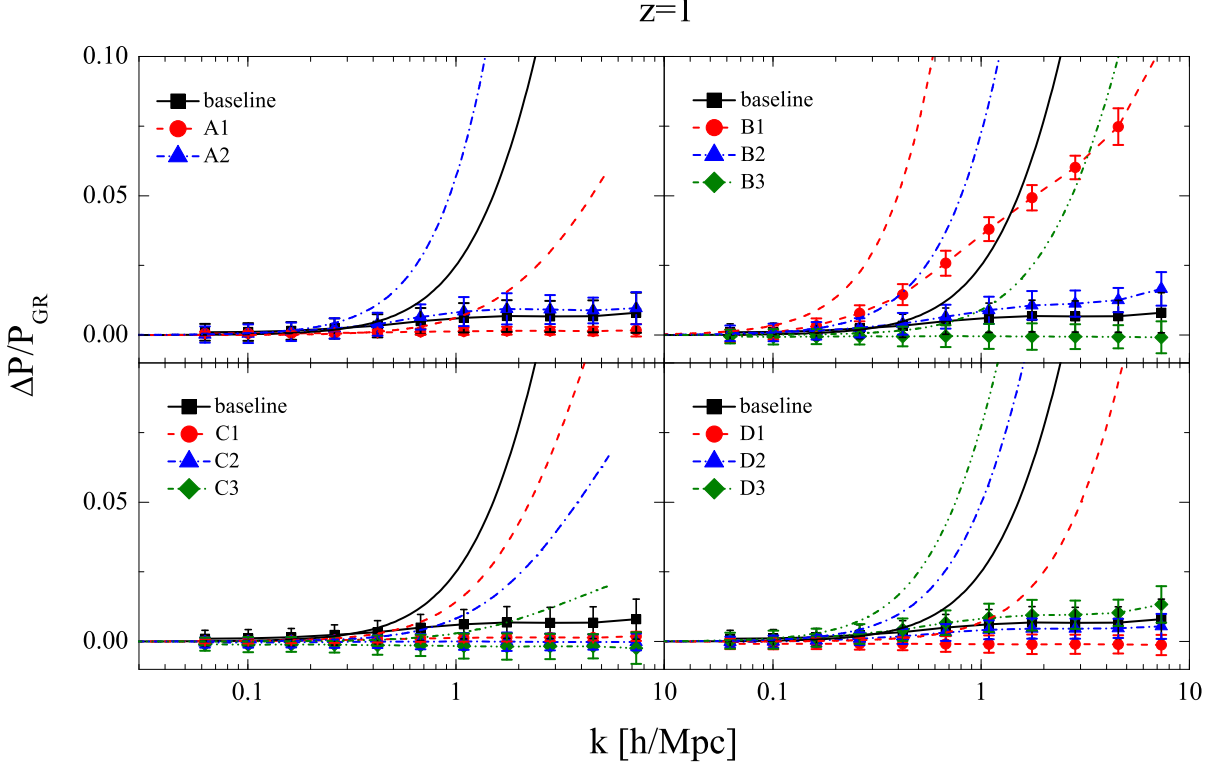 z=1
0.10
baseline
A1
A2
baseline
B1
B2
B3
0.05
0.00
ΔP/P_GR
baseline
C1
C2
C3
baseline
D1
D2
D3
0.05
0.00
0.1
1
10
0.1
1
10
k [h/Mpc]